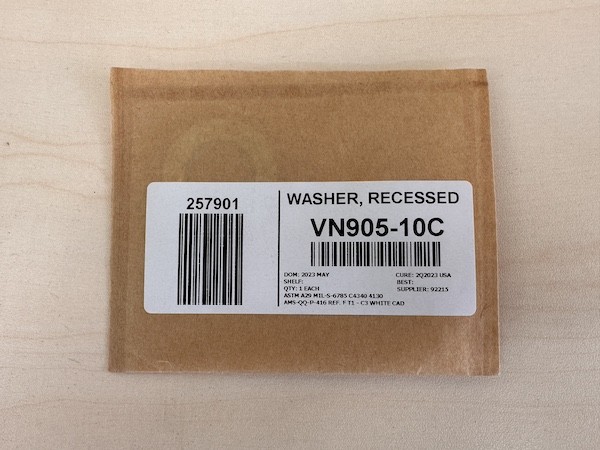 257901
WASHER, RECESSED
VN905-10C
DOM: 2023 MAY CURE: 2Q2023 USA
SHELF: BEST:
QTY: 1 EACH SUPPLIER: 92215
ASTM A29 MIL-S-6785 C4340 4130
AMS-QQ-P-416 REF. F T1 - C3 WHITE CAD